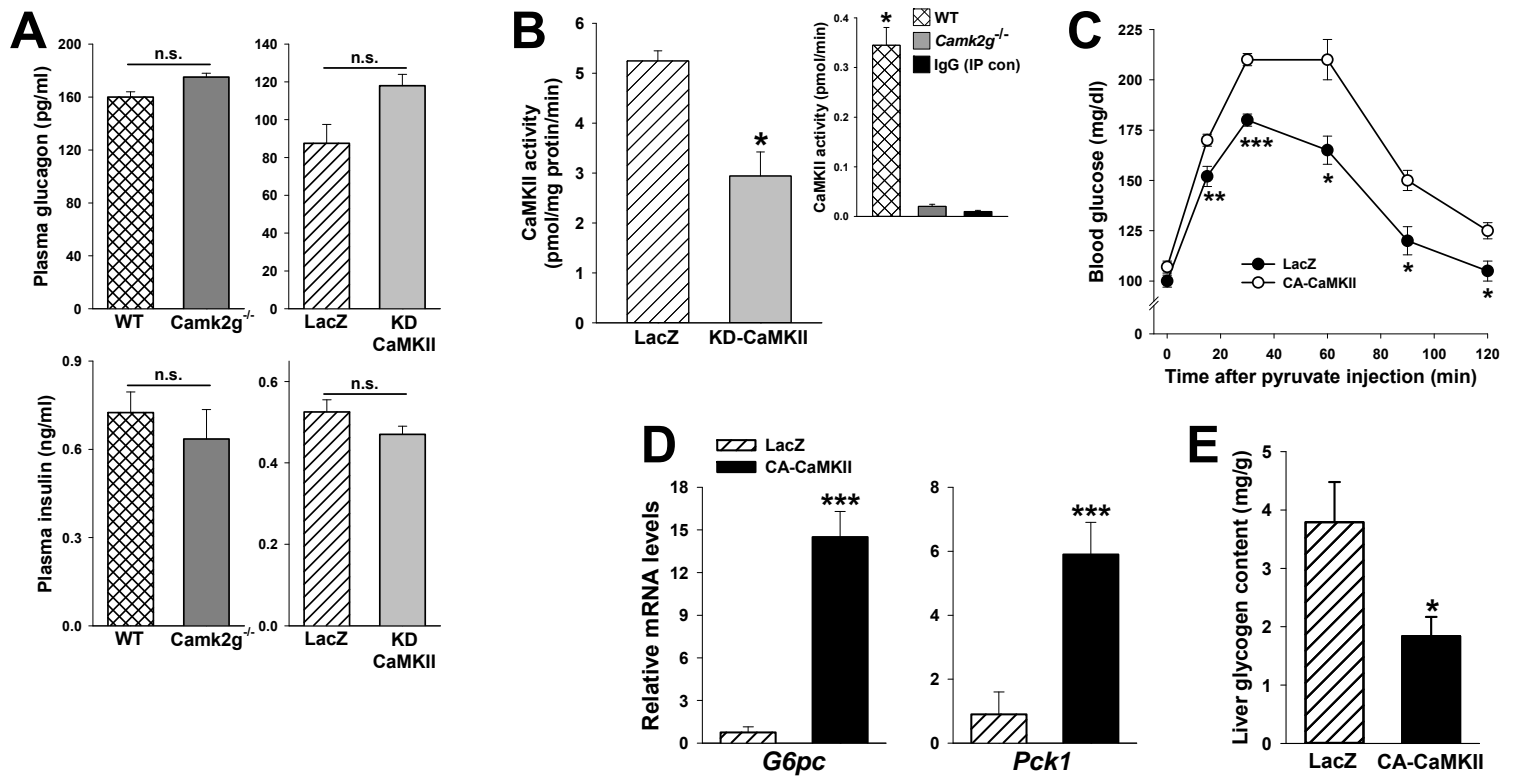 A
Plasma glucagon (pg/ml)
200
160
120
80
40
0
n.s.
WT Camk2g-/-
140
120
100
80
60
40
20
0
n.s.
LacZ KD
CaMKII
Plasma insulin (ng/ml)
0.9
0.6
0.3
0.0
n.s.
WT Camk2g-/-
0.6
0.4
0.2
0.0
n.s.
LacZ KD
CaMKII
B
CaMKII activity
(pmol/mg protin/min)
6
5
4
3
2
1
0
*
LacZ KD-CaMKII
CaMKII activity (pmol/min)
0.4
0.3
0.2
0.1
0.0
*
WT
Camk2g-/-
IgG (IP con)
C
Blood glucose (mg/dl)
225
200
175
150
125
100
0
**
***
*
*
*
LacZ
CA-CaMKII
0 20 40 60 80 100 120
Time after pyruvate injection (min)
D
LacZ
CA-CaMKII
Relative mRNA levels
18
15
12
9
6
3
0
***
G6pc
8
6
4
2
0
***
Pck1
E
Liver glycogen content (mg/g)
5
4
3
2
1
0
*
LacZ CA-CaMKII